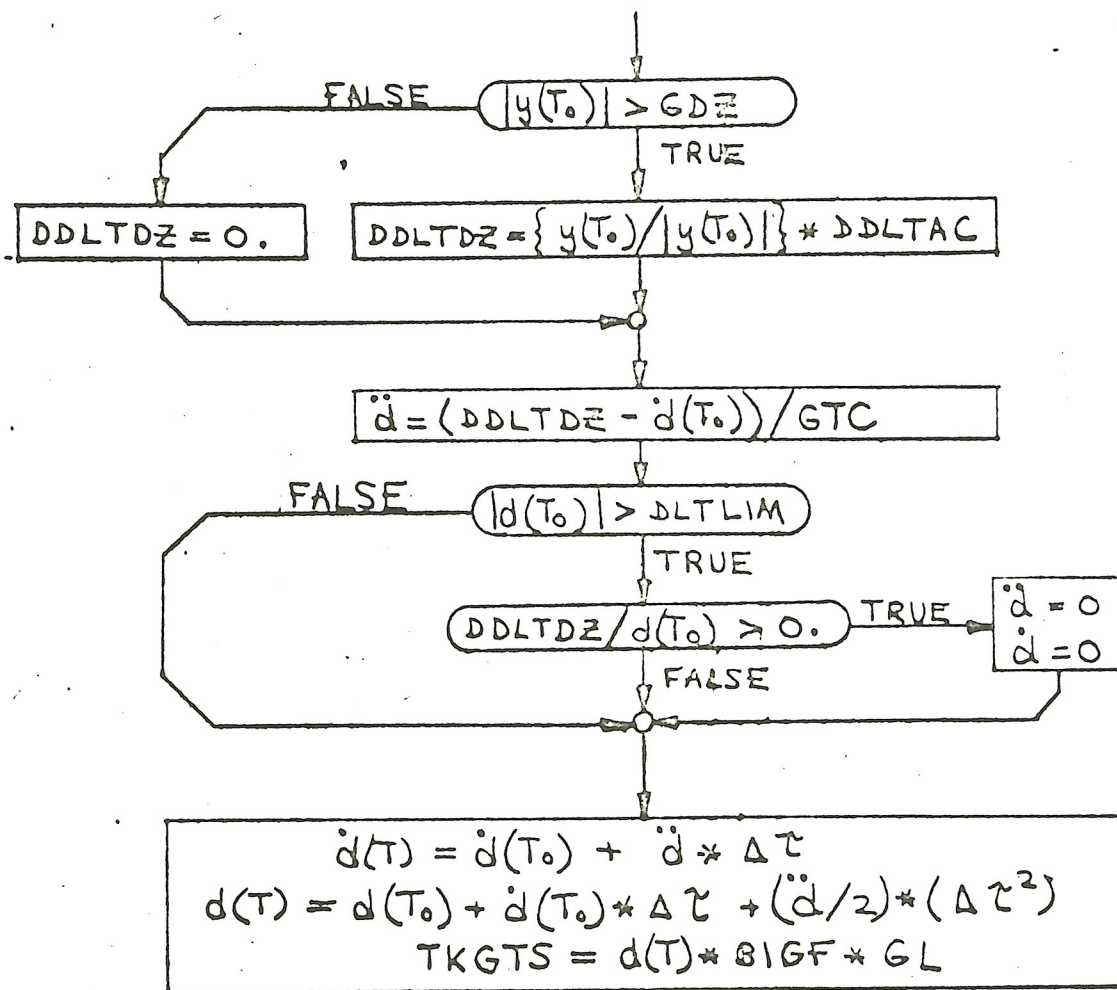 |y(T₀)| > GDZ
FALSE
TRUE
DDLTDZ = 0.
DDLTDZ = { y(T₀)/|y(T₀)| } * DDLTAC
d̈ = (DDLTDZ - ḋ(T₀))/GTC
FALSE
|d(T₀)| > DLTLIM
TRUE
DDLTDZ/d(T₀) > 0.
TRUE
d̈ = 0
ḋ = 0
FALSE
ḋ(T) = ḋ(T₀) + d̈ * Δτ
d(T) = d(T₀) + ḋ(T₀) * Δτ + (d̈/2) * (Δτ²)
TKGTS = d(T) * BIGF * GL